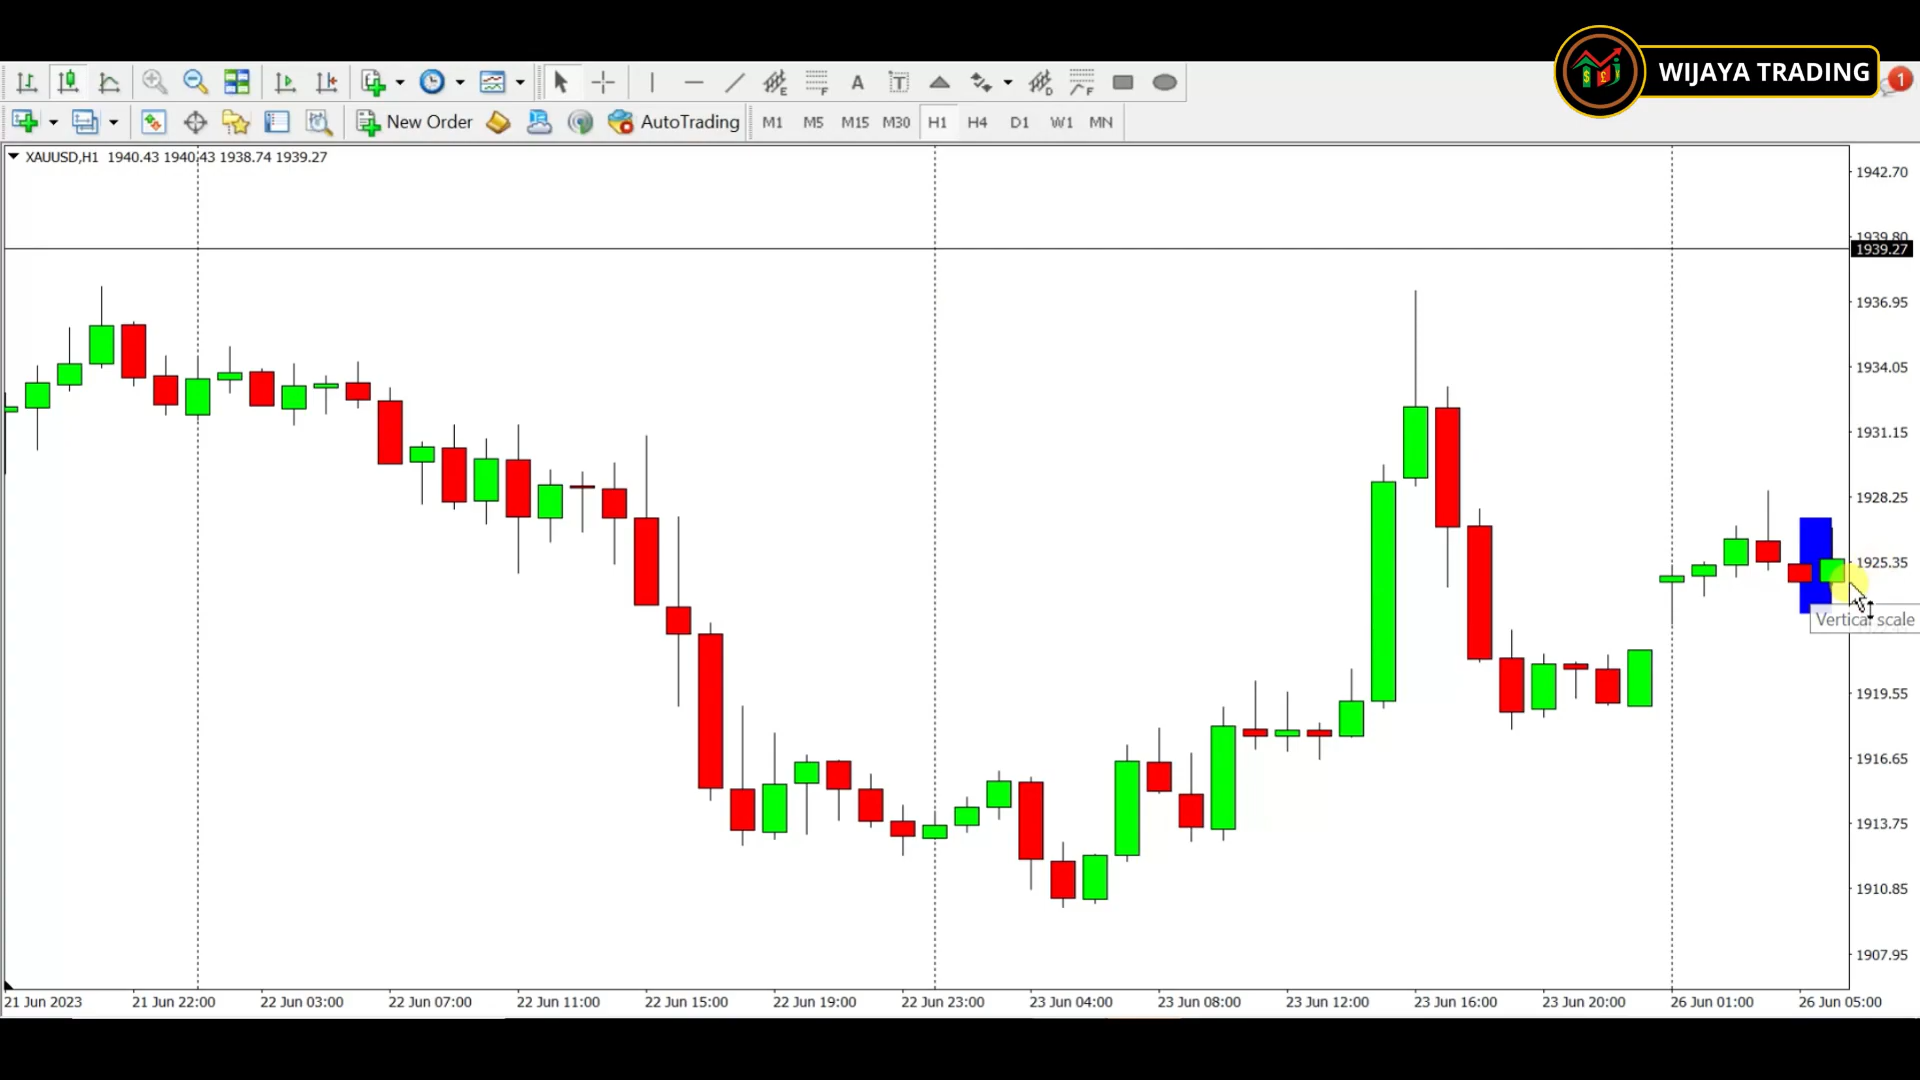 WIJAYA TRADING
1
A
T
E
F
D
F
New Order
AutoTrading
M1 M5 M15 M30 H1 H4 D1 W1 MN
XAUUSD,H1 1940.43 1940.43 1938.74 1939.27
1942.70
1939.80
1939.27
1936.95
1934.05
1931.15
1928.25
1925.35
Vertical scale
1919.55
1916.65
1913.75
1910.85
1907.95
21 Jun 2023 21 Jun 22:00 22 Jun 03:00 22 Jun 07:00 22 Jun 11:00 22 Jun 15:00 22 Jun 19:00 22 Jun 23:00 23 Jun 04:00 23 Jun 08:00 23 Jun 12:00 23 Jun 16:00 23 Jun 20:00 26 Jun 01:00 26 Jun 05:00